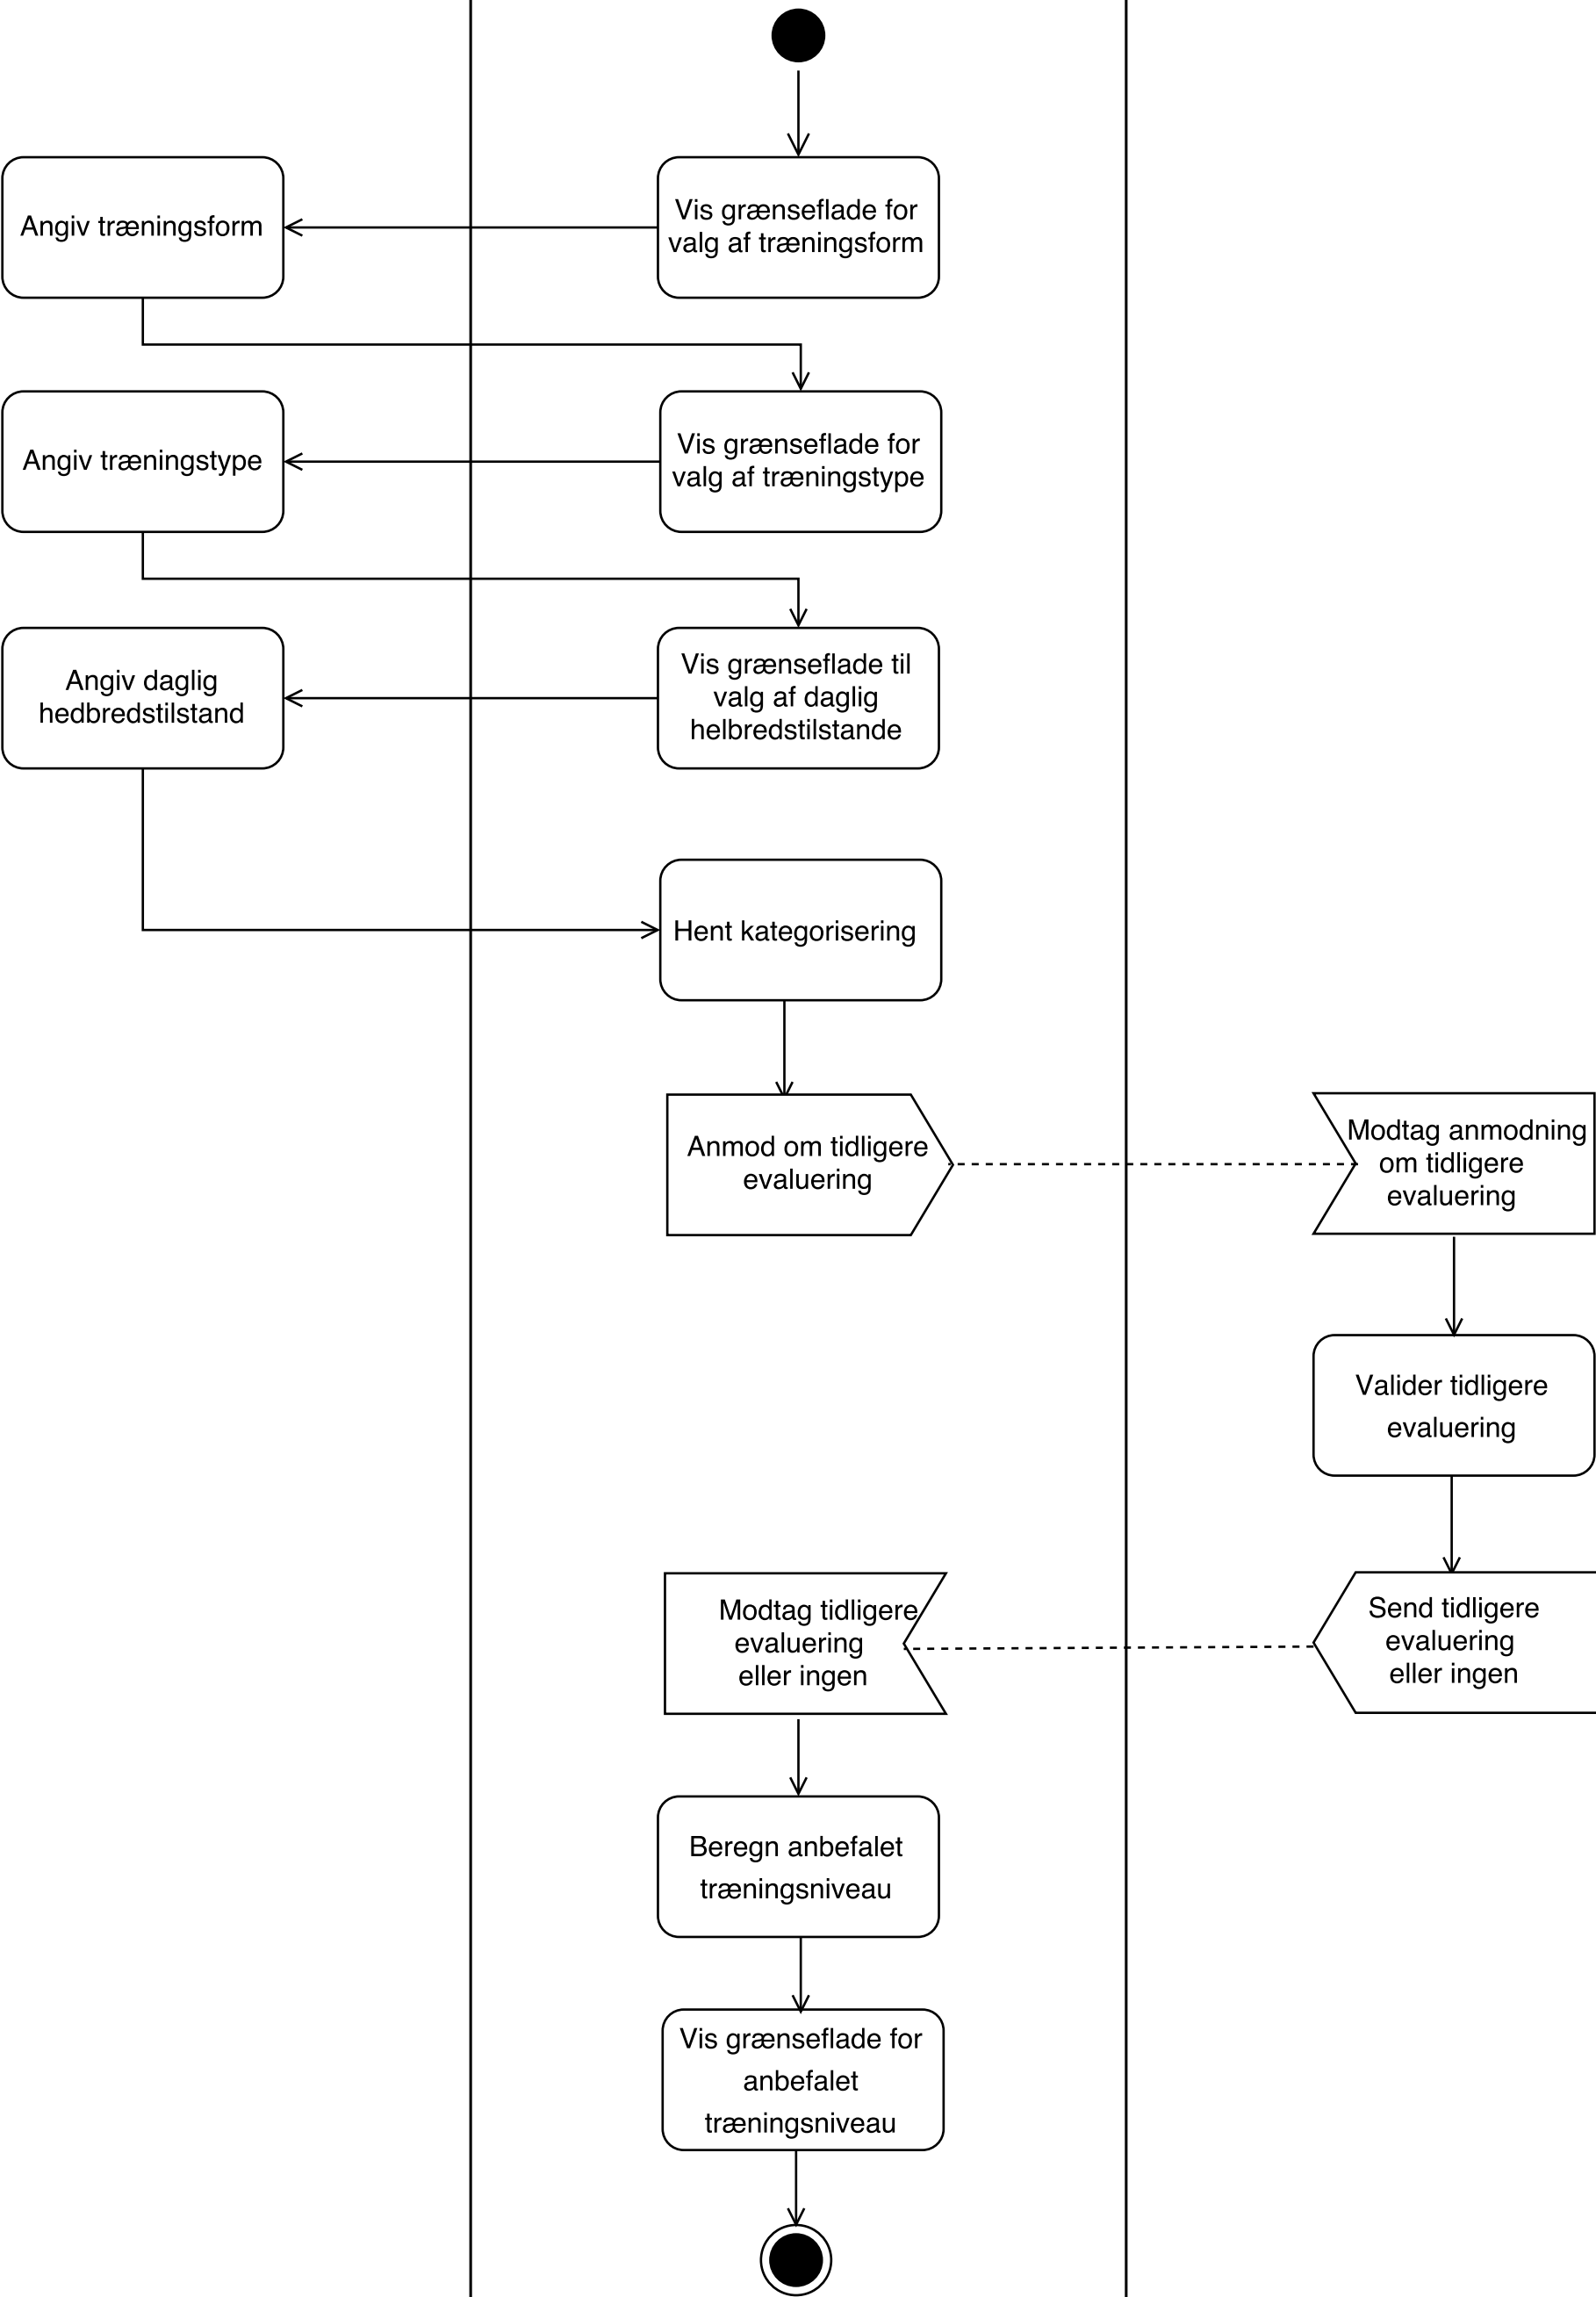 Vis grænseflade for
valg af træningsform
Angiv træningsform
Vis grænseflade for
valg af træningstype
Angiv træningstype
Vis grænseflade til
valg af daglig
helbredstilstande
Angiv daglig
hedbredstilstand
Hent kategorisering
Anmod om tidligere
evaluering
Modtag anmodning
om tidligere
evaluering
Valider tidligere
evaluering
Send tidligere
evaluering
eller ingen
Modtag tidligere
evaluering
eller ingen
Beregn anbefalet
træningsniveau
Vis grænseflade for
anbefalet
træningsniveau